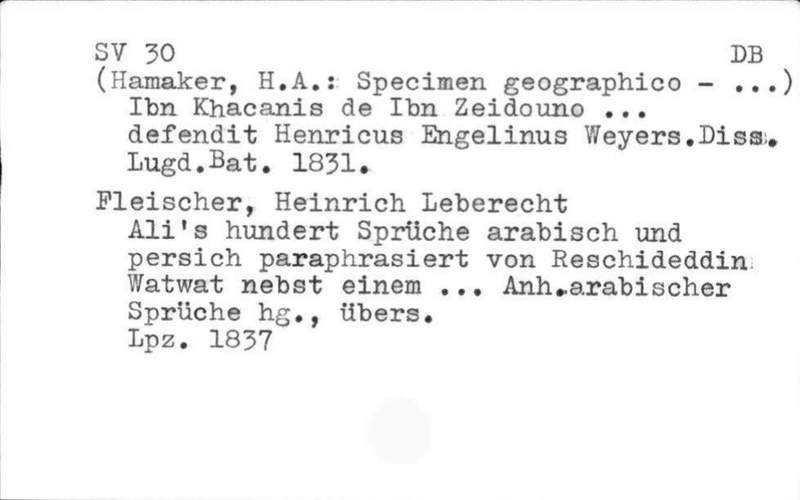 SV 30 DB
(Hamaker, H.A.: Specimen geographico - ...)
Ibn Khacanis de Ibn Zeidouno ...
defendit Henricus Engelinus Weyers.Diss.
Lugd.Bat. 1831.
Fleischer, Heinrich Leberecht
Ali's hundert Sprüche arabisch und
persich paraphrasiert von Reschideddin
Watwat nebst einem ... Anh.arabischer
Sprüche hg., übers.
Lpz. 1837